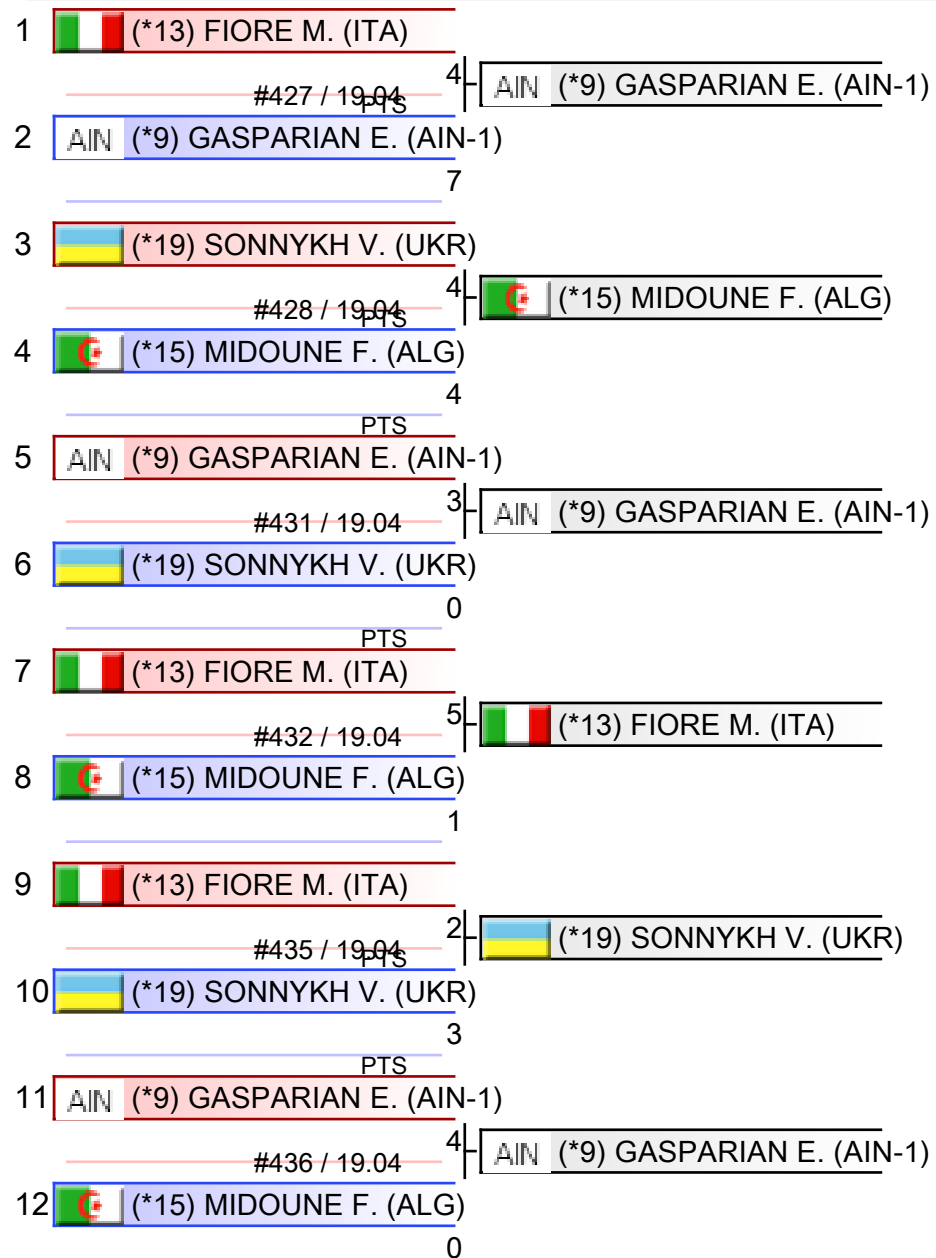 1 (*13) FIORE M. (ITA)
4 AIN (*9) GASPARIAN E. (AIN-1)
#427 / 19.04 PTS
2 AIN (*9) GASPARIAN E. (AIN-1)
7
3 (*19) SONNYKH V. (UKR)
4 (*15) MIDOUNE F. (ALG)
#428 / 19.04 PTS
4 (*15) MIDOUNE F. (ALG)
4
PTS
5 AIN (*9) GASPARIAN E. (AIN-1)
3 AIN (*9) GASPARIAN E. (AIN-1)
#431 / 19.04
6 (*19) SONNYKH V. (UKR)
0
PTS
7 (*13) FIORE M. (ITA)
5 (*13) FIORE M. (ITA)
#432 / 19.04
8 (*15) MIDOUNE F. (ALG)
1
9 (*13) FIORE M. (ITA)
2 (*19) SONNYKH V. (UKR)
#435 / 19.04 PTS
10 (*19) SONNYKH V. (UKR)
3
PTS
11 AIN (*9) GASPARIAN E. (AIN-1)
4 AIN (*9) GASPARIAN E. (AIN-1)
#436 / 19.04
12 (*15) MIDOUNE F. (ALG)
0